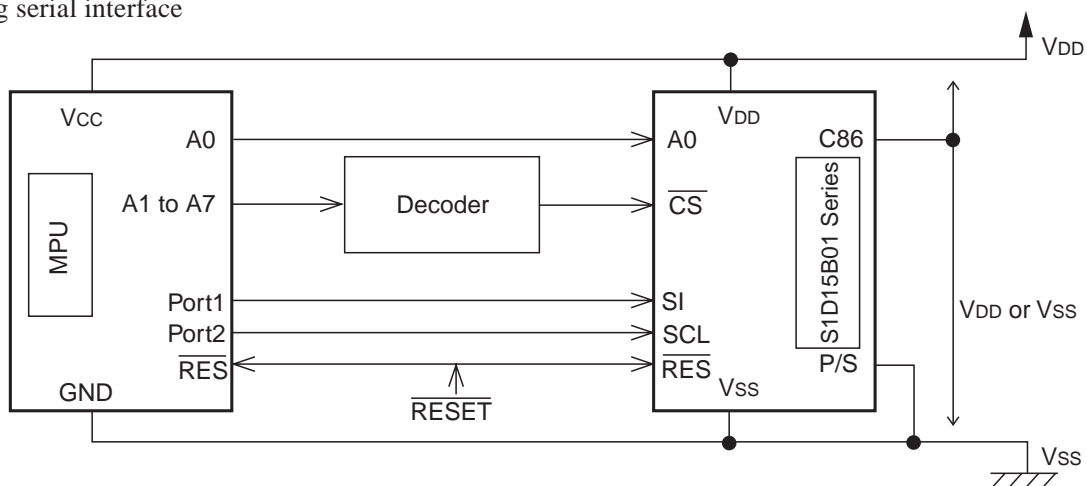 g serial interface
VDD
VCC
VDD
A0
A0
C86
A1 to A7
Decoder
CS
MPU
S1D15B01 Series
Port1
SI
VDD or VSS
Port2
SCL
RES
RES
P/S
GND
RESET
VSS
VSS